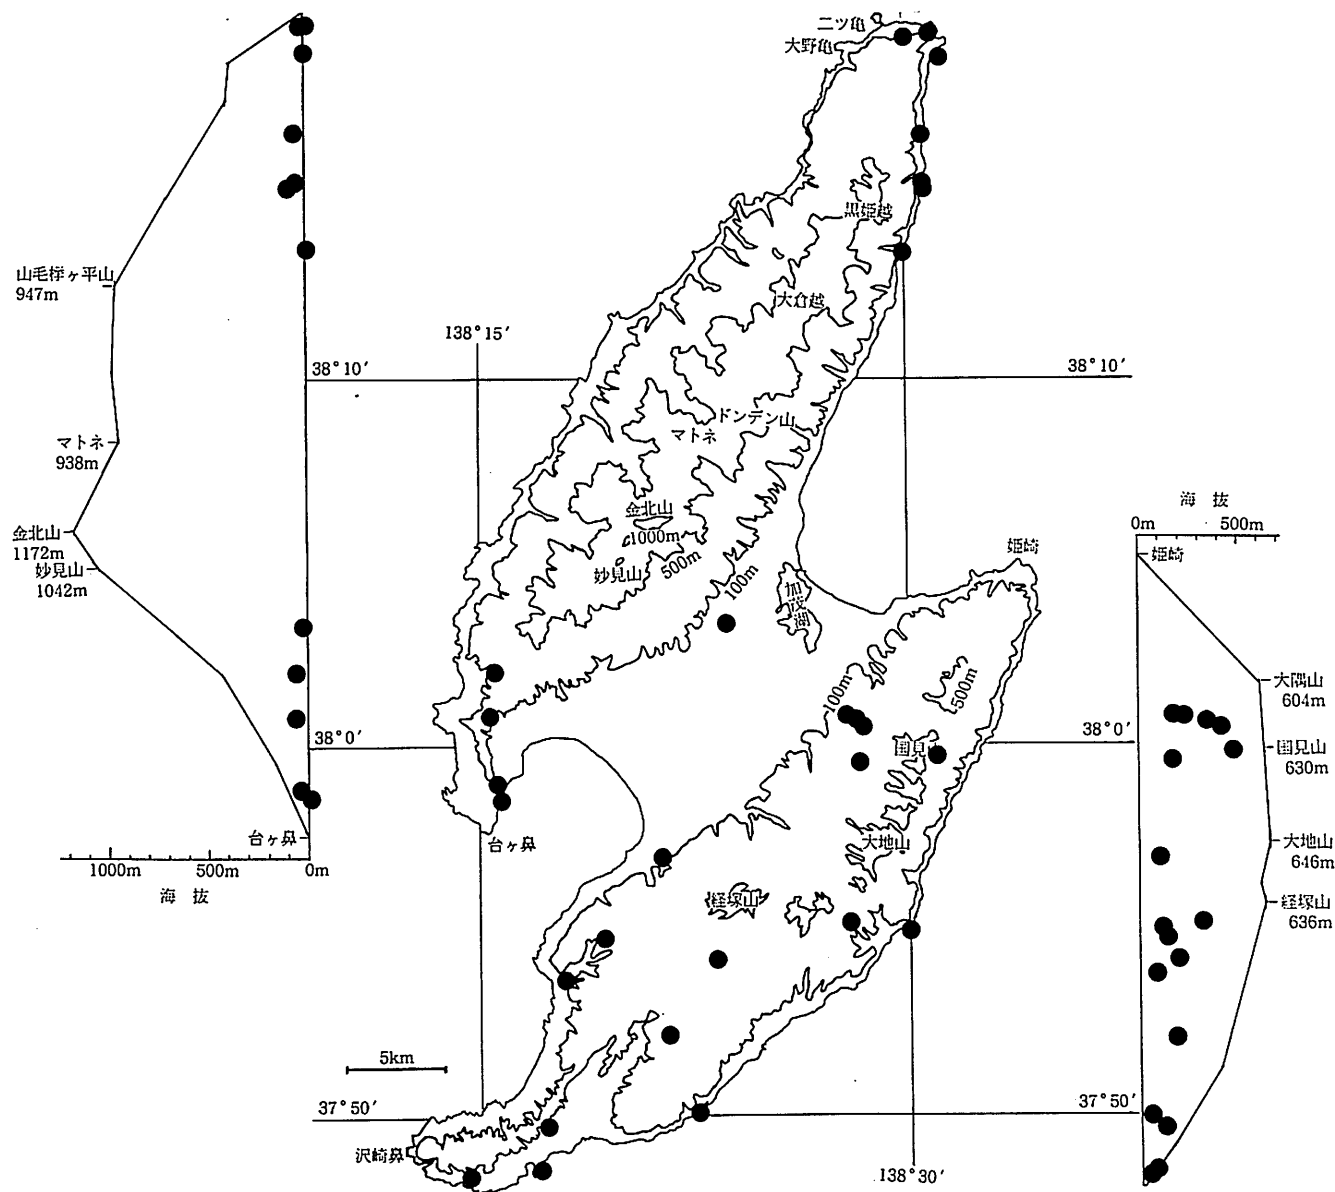 二ツ亀
大野亀
黒姫越
山毛欅ヶ平山
947m
大倉越
138°15′
38°10′
38°10′
ドンデン山
マトネ
マトネ
938m
海 抜
0m 500m
金北山
1172m
金北山
1000m
妙見山
1042m
妙見山
500m
100m
姫崎
姫崎
加茂湖
大隅山
604m
100m
500m
38°0′
38°0′
国見山
国見山
630m
台ヶ鼻
台ヶ鼻
大地山
大地山
646m
1000m 500m 0m
海 抜
経塚山
経塚山
636m
5km
37°50′
37°50′
沢崎鼻
138°30′